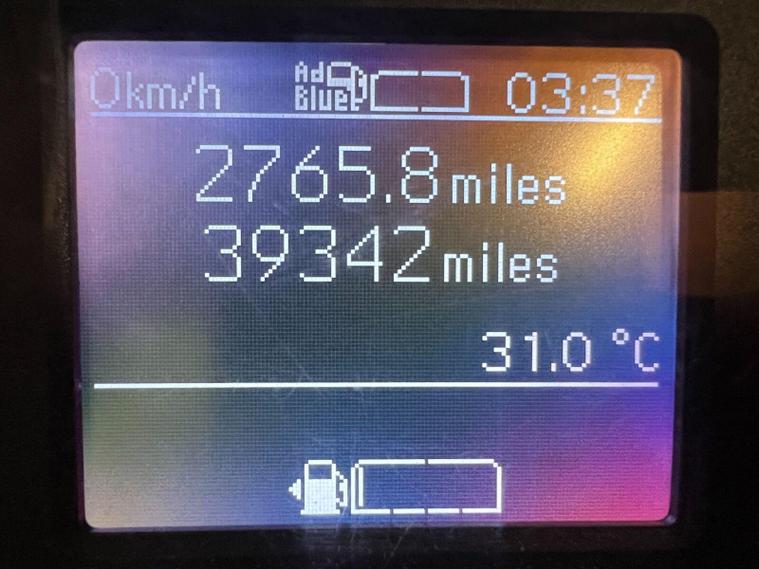 0km/h AdBlue 03:37
2765.8 miles
39342 miles
31.0 °C